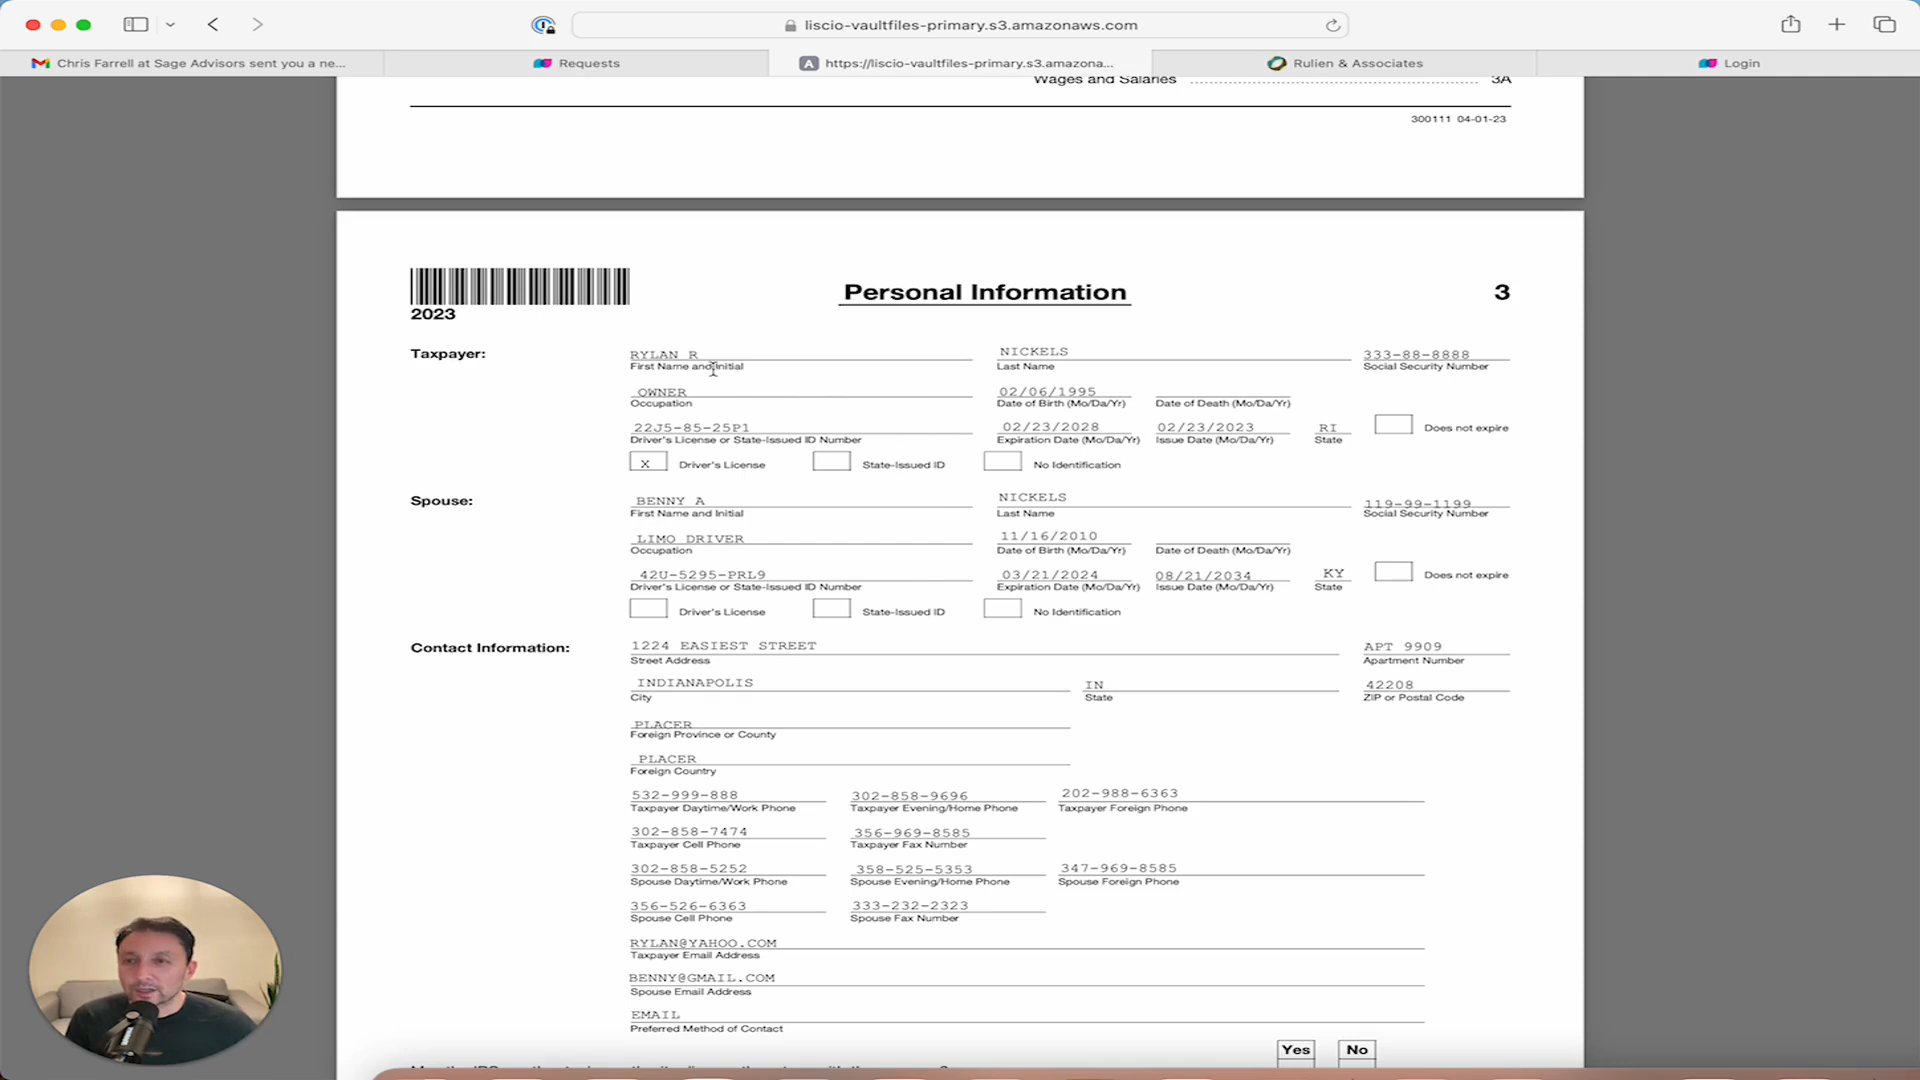 liscio-vaultfiles-primary.s3.amazonaws.com
Chris Farrell at Sage Advisors sent you a ne...
Requests
https://liscio-vaultfiles-primary.s3.amazona...
Rulien & Associates
Login
Wages and Salaries 3A
300111 04-01-23
Personal Information
3
2023
Taxpayer:
RYLAN R NICKELS 333-88-8888
First Name and Initial Last Name Social Security Number
OWNER 02/06/1995
Occupation Date of Birth (Mo/Da/Yr) Date of Death (Mo/Da/Yr)
22J5-85-25P1 02/23/2028 02/23/2023 RI Does not expire
Driver's License or State-Issued ID Number Expiration Date (Mo/Da/Yr) Issue Date (Mo/Da/Yr) State
X Driver's License State-Issued ID No Identification
Spouse:
BENNY A NICKELS 119-99-1199
First Name and Initial Last Name Social Security Number
LIMO DRIVER 11/16/2010
Occupation Date of Birth (Mo/Da/Yr) Date of Death (Mo/Da/Yr)
42U-5295-PRL9 03/21/2024 08/21/2034 KY Does not expire
Driver's License or State-Issued ID Number Expiration Date (Mo/Da/Yr) Issue Date (Mo/Da/Yr) State
Driver's License State-Issued ID No Identification
Contact Information:
1224 EASIEST STREET APT 9909
Street Address Apartment Number
INDIANAPOLIS IN 42208
City State ZIP or Postal Code
PLACER
Foreign Province or County
PLACER
Foreign Country
532-999-888 302-858-9696 202-988-6363
Taxpayer Daytime/Work Phone Taxpayer Evening/Home Phone Taxpayer Foreign Phone
302-858-7474 356-969-8585
Taxpayer Cell Phone Taxpayer Fax Number
302-858-5252 358-525-5353 347-969-8585
Spouse Daytime/Work Phone Spouse Evening/Home Phone Spouse Foreign Phone
356-526-6363 333-232-2323
Spouse Cell Phone Spouse Fax Number
RYLAN@YAHOO.COM
Taxpayer Email Address
BENNY@GMAIL.COM
Spouse Email Address
EMAIL
Preferred Method of Contact
Yes No